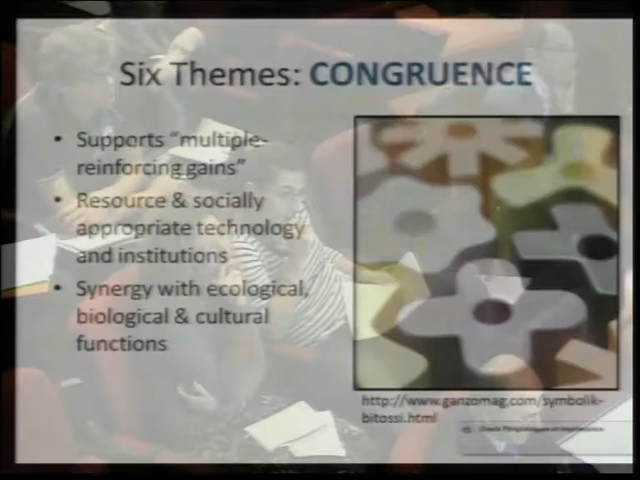 Six Themes: CONGRUENCE
• Supports “multiple-
reinforcing gains”
• Resource & socially
appropriate technology
and institutions
• Synergy with ecological,
biological & cultural
functions
http://www.ganzomag.com/symbolik-
bitossi.html